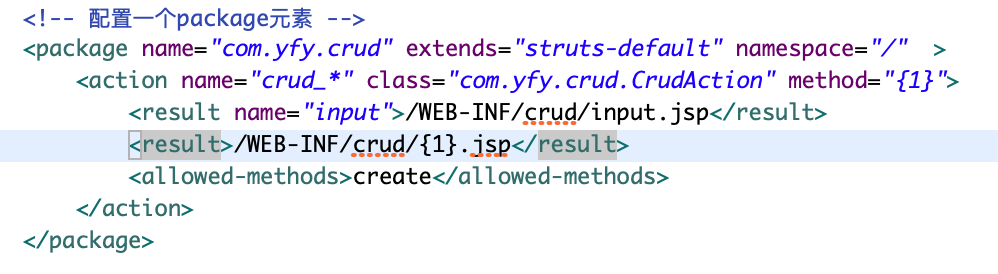 <!-- 配置一个package元素 -->
<package name="com.yfy.crud" extends="struts-default" namespace="/"  >
<action name="crud_*" class="com.yfy.crud.CrudAction" method="{1}">
<result name="input">/WEB-INF/crud/input.jsp</result>
<result>/WEB-INF/crud/{1}.jsp</result>
<allowed-methods>create</allowed-methods>
</action>
</package>